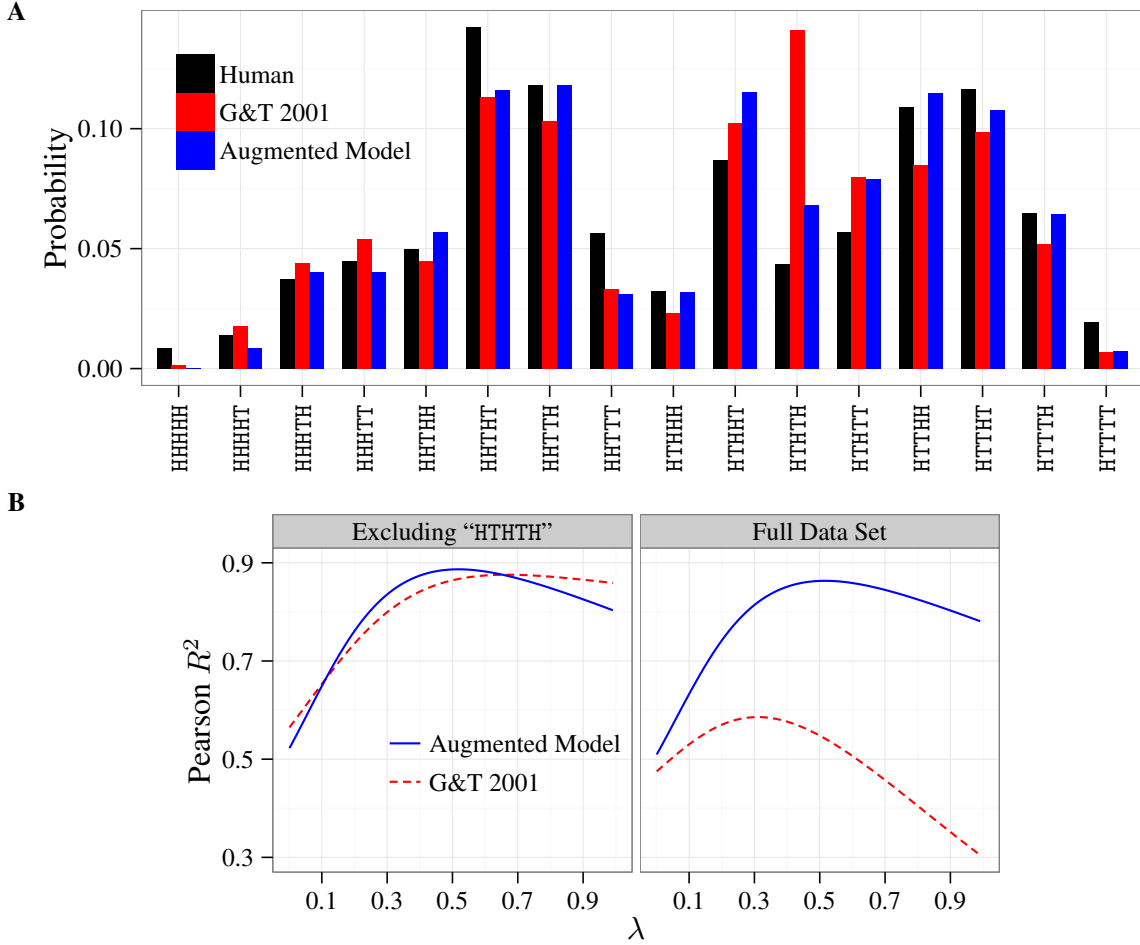 A
Human
G&T 2001
Augmented Model
Probability
0.10
0.05
0.00
HHHHH
HHHHT
HHHTH
HHHTT
HHTHH
HHTHT
HHTTH
HHTTT
HTHHH
HTHHT
HTHTH
HTHTT
HTTHH
HTTHT
HTTTH
HTTTT
B
Excluding “HTHTH”
Full Data Set
Pearson R²
0.9
0.7
0.5
0.3
Augmented Model
G&T 2001
0.1 0.3 0.5 0.7 0.9
0.1 0.3 0.5 0.7 0.9
λ